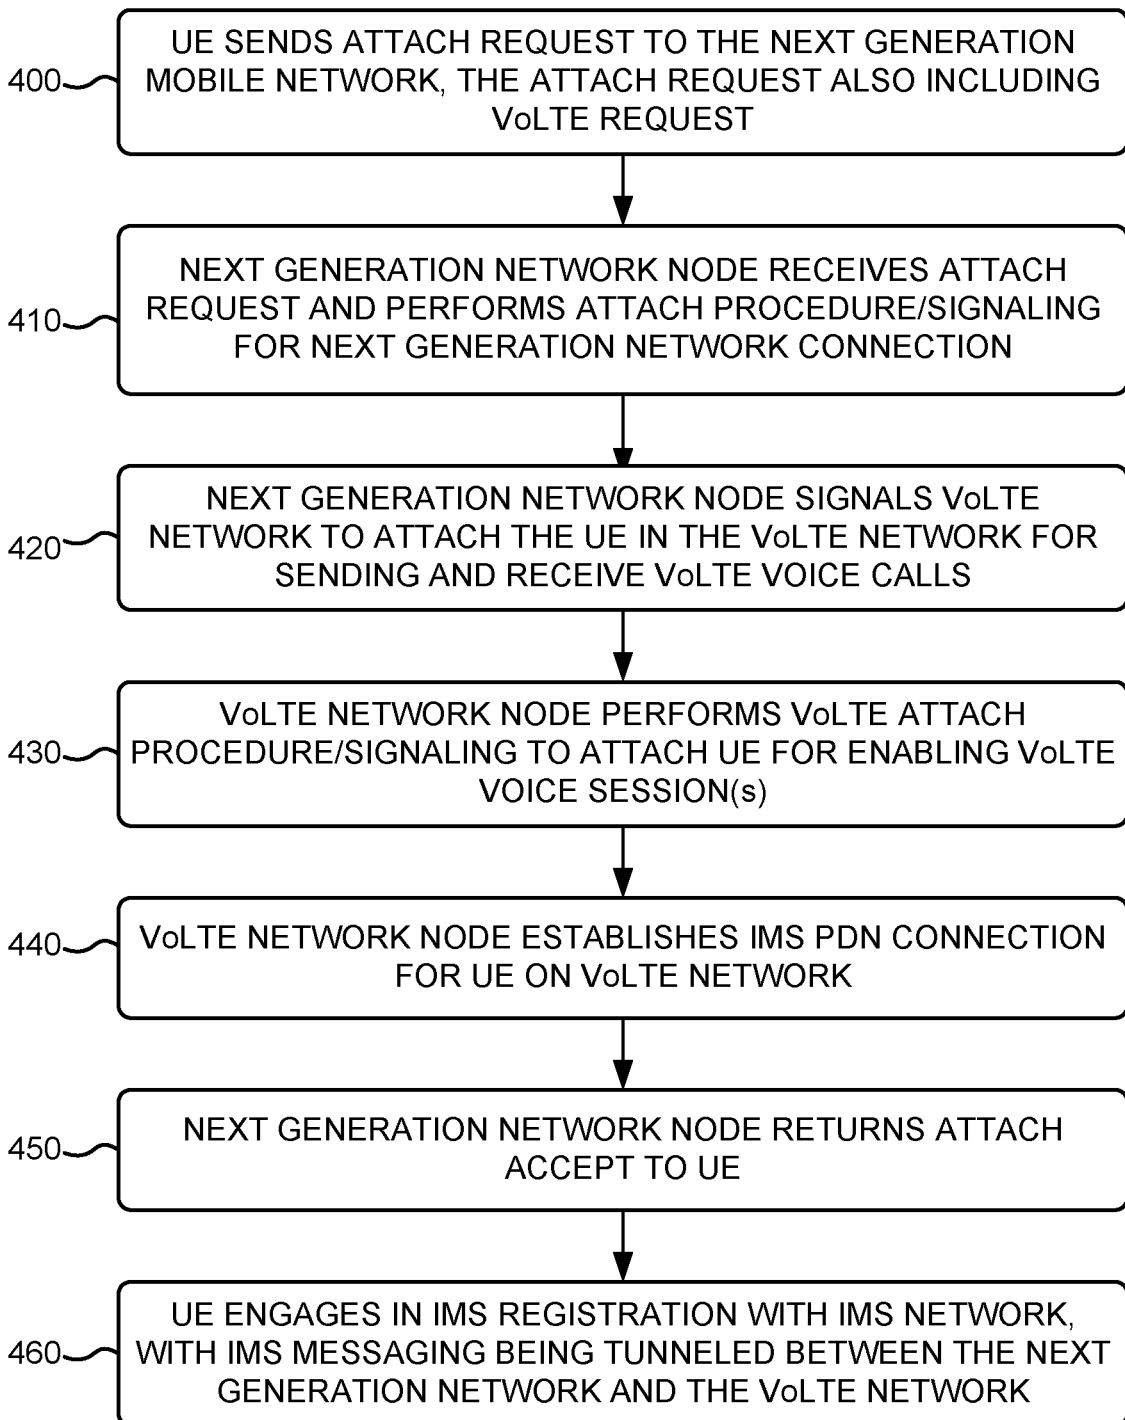 400
UE SENDS ATTACH REQUEST TO THE NEXT GENERATION
MOBILE NETWORK, THE ATTACH REQUEST ALSO INCLUDING
VoLTE REQUEST
410
NEXT GENERATION NETWORK NODE RECEIVES ATTACH
REQUEST AND PERFORMS ATTACH PROCEDURE/SIGNALING
FOR NEXT GENERATION NETWORK CONNECTION
420
NEXT GENERATION NETWORK NODE SIGNALS VoLTE
NETWORK TO ATTACH THE UE IN THE VoLTE NETWORK FOR
SENDING AND RECEIVE VoLTE VOICE CALLS
430
VoLTE NETWORK NODE PERFORMS VoLTE ATTACH
PROCEDURE/SIGNALING TO ATTACH UE FOR ENABLING VoLTE
VOICE SESSION(s)
440
VoLTE NETWORK NODE ESTABLISHES IMS PDN CONNECTION
FOR UE ON VoLTE NETWORK
450
NEXT GENERATION NETWORK NODE RETURNS ATTACH
ACCEPT TO UE
460
UE ENGAGES IN IMS REGISTRATION WITH IMS NETWORK,
WITH IMS MESSAGING BEING TUNNELED BETWEEN THE NEXT
GENERATION NETWORK AND THE VoLTE NETWORK